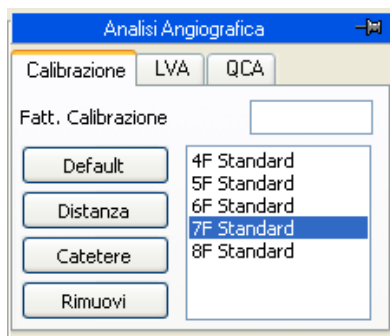 Analisi Angiografica
Calibrazione LVA QCA
Fatt. Calibrazione
Default
Distanza
Catetere
Rimuovi
4F Standard
5F Standard
6F Standard
7F Standard
8F Standard